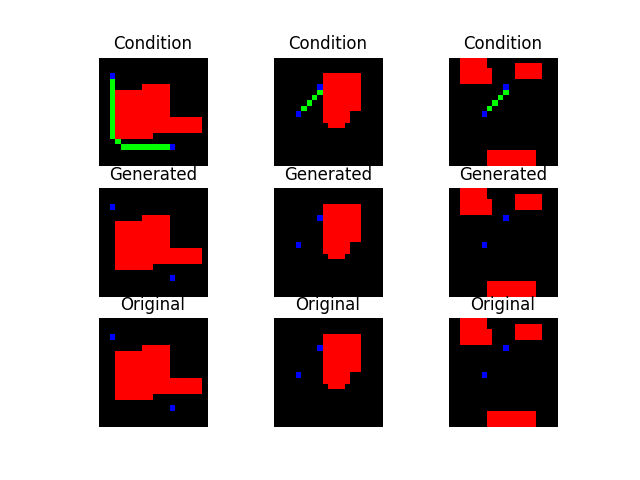 Condition Condition Condition
Generated Generated Generated
Original Original Original